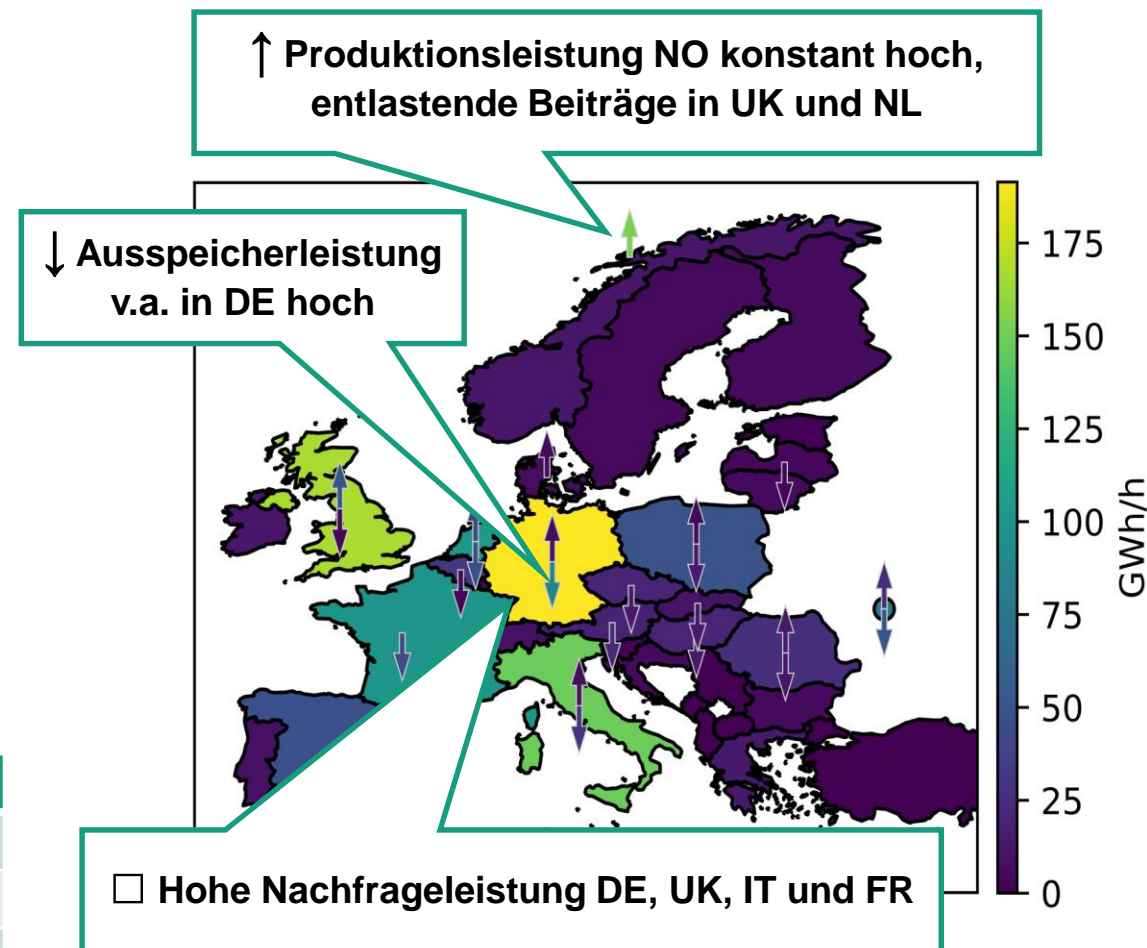 ↑ Produktionsleistung NO konstant hoch,
entlastende Beiträge in UK und NL
↓ Ausspeicherleistung
v.a. in DE hoch
□ Hohe Nachfrageleistung DE, UK, IT und FR
175
150
125
100
75
50
25
0
GWh/h